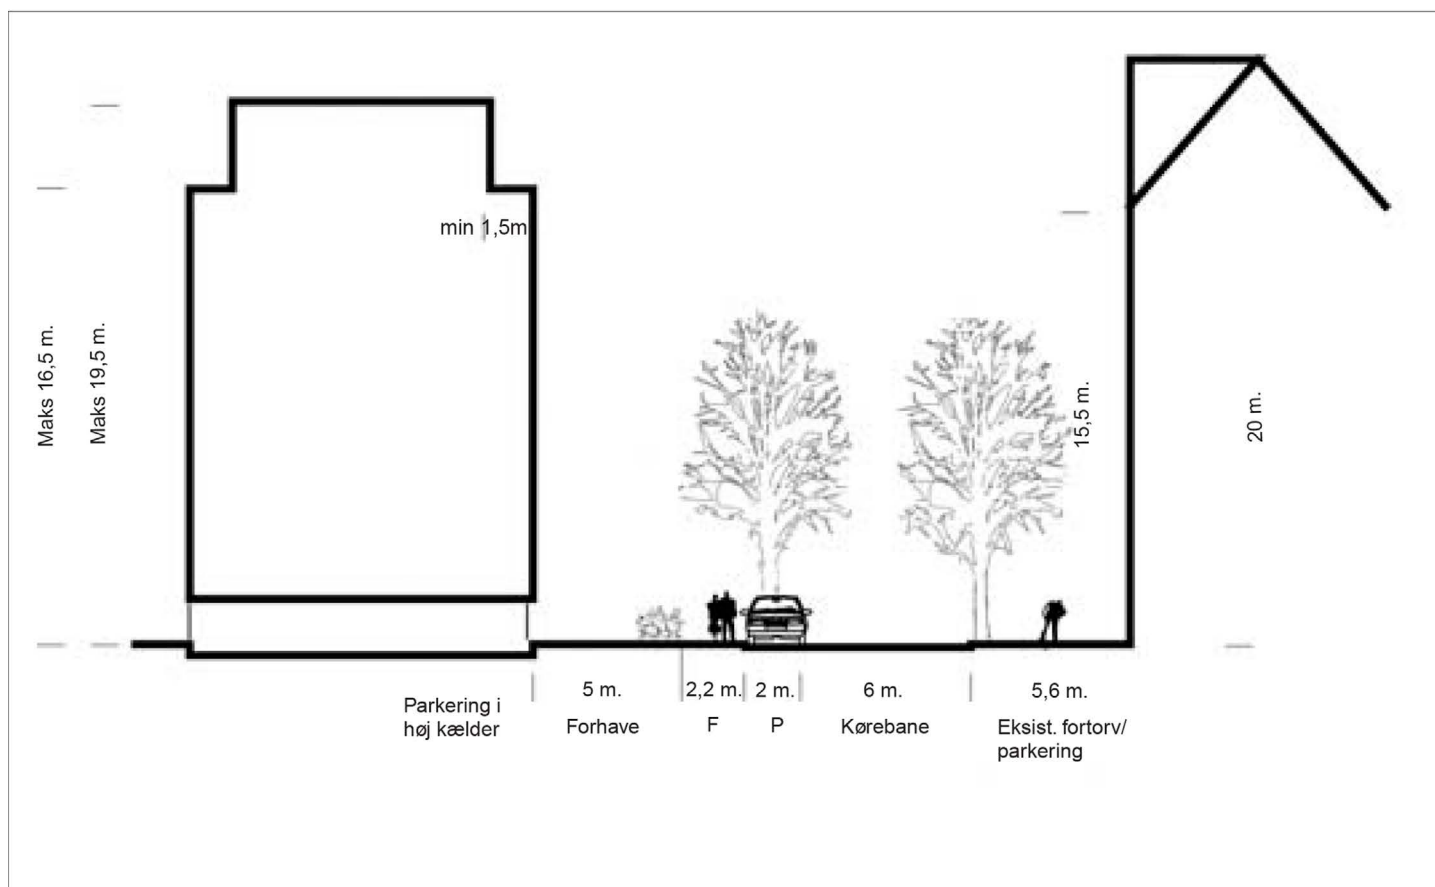 min 1,5m
Maks 16,5 m.
Maks 19,5 m.
15,5 m.
20 m.
5 m.
2,2 m.
2 m.
6 m.
5,6 m.
Parkering i
høj kælder
Forhave
F
P
Kørebane
Eksist. fortorv/
parkering